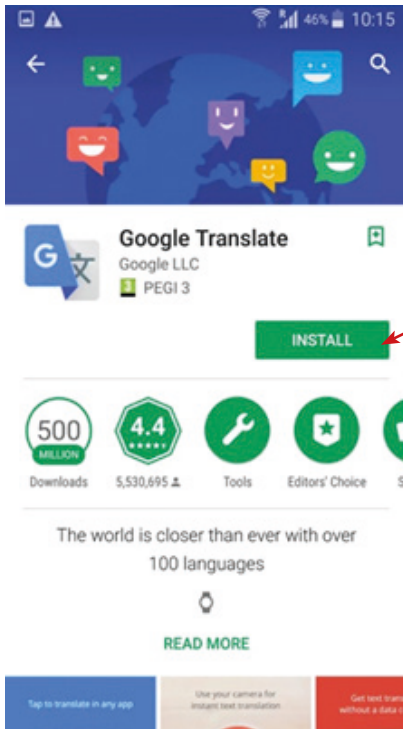 46% 10:15
Google Translate
Google LLC
3 PEGI 3
INSTALL
500
MILLION
4.4
Downloads
5,530,695
Tools
Editors' Choice
S
The world is closer than ever with over
100 languages
READ MORE
Tap to translate in any app
Use your camera for
instant text translation
Get text trans
without a data c